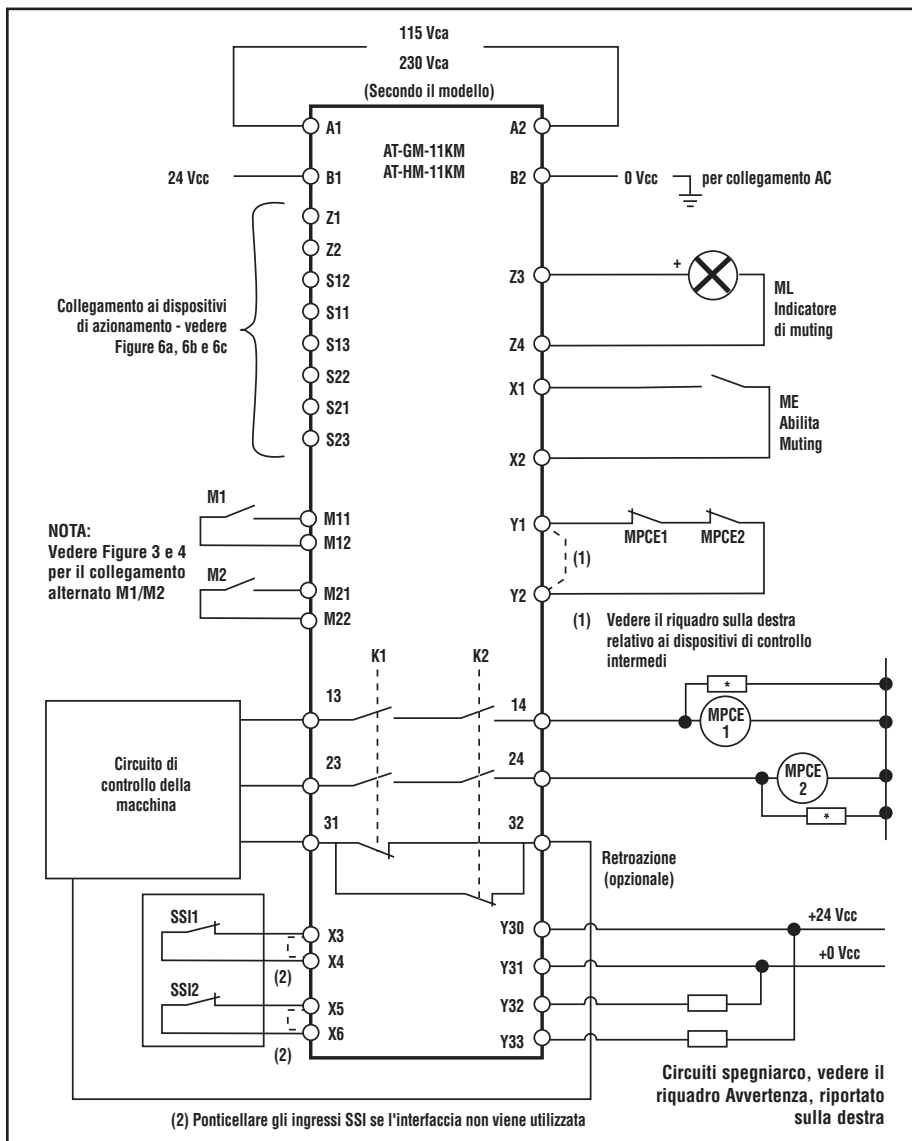 115 Vca
230 Vca
(Secondo il modello)
A1
A2
AT-GM-11KM
AT-HM-11KM
24 Vcc
B1
B2
0 Vcc
per collegamento AC
Z1
Z2
S12
S11
S13
S22
S21
S23
Collegamento ai dispositivi
di azionamento - vedere
Figure 6a, 6b e 6c
Z3
+
ML
Indicatore
di muting
Z4
X1
ME
Abilita
Muting
X2
M1
M11
M12
NOTA:
Vedere Figure 3 e 4
per il collegamento
alternato M1/M2
M2
M21
M22
Y1
MPCE1
MPCE2
(1)
Y2
(1) Vedere il riquadro sulla destra
relativo ai dispositivi di controllo
intermedi
K1
K2
13
14
*
MPCE
1
Circuito di
controllo della
macchina
23
24
MPCE
2
*
31
32
Retroazione
(opzionale)
SSI1
X3
X4
(2)
SSI2
X5
X6
(2)
Y30
+24 Vcc
Y31
+0 Vcc
Y32
Y33
Circuiti spegniarco, vedere il
riquadro Avvertenza, riportato
sulla destra
(2) Ponticellare gli ingressi SSI se l'interfaccia non viene utilizzata